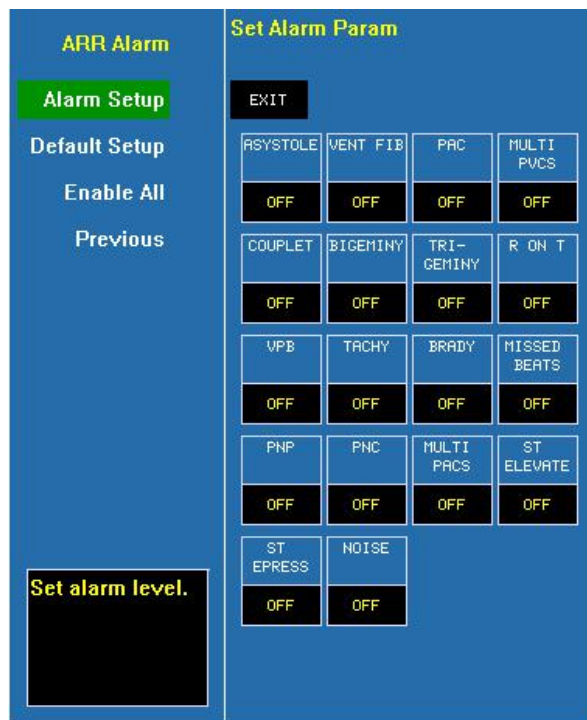 ARR Alarm
Alarm Setup
Default Setup
Enable All
Previous
Set alarm level.
Set Alarm Param
EXIT
ASYSTOLE VENT FIB PAC MULTI
PVCS
OFF OFF OFF OFF
COUPLET BIGEMINY TRI- R ON T
GEMINY
OFF OFF OFF OFF
VPB TACHY BRADY MISSED
BEATS
OFF OFF OFF OFF
PNP PNC MULTI ST
PACS ELEVATE
OFF OFF OFF OFF
ST NOISE
EPRESS
OFF OFF